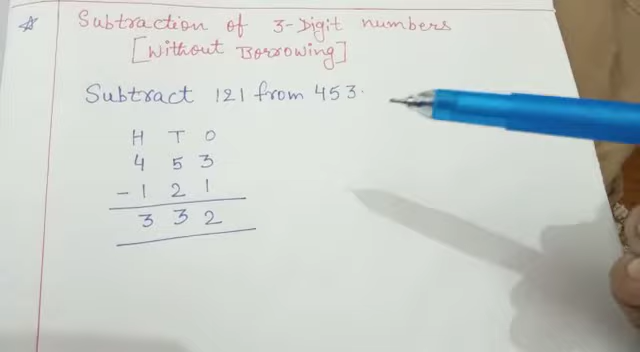 Subtraction of 3-Digit numbers
[Without Borrowing]
Subtract 121 from 453.
H T O
4 5 3
- 1 2 1
3 3 2